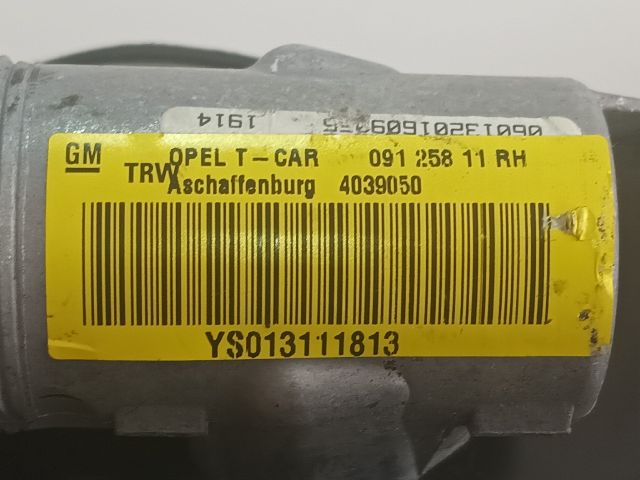 1914
GM OPEL T-CAR 091 258 11 RH
TRW Aschaffenburg 4039050
YS013111813